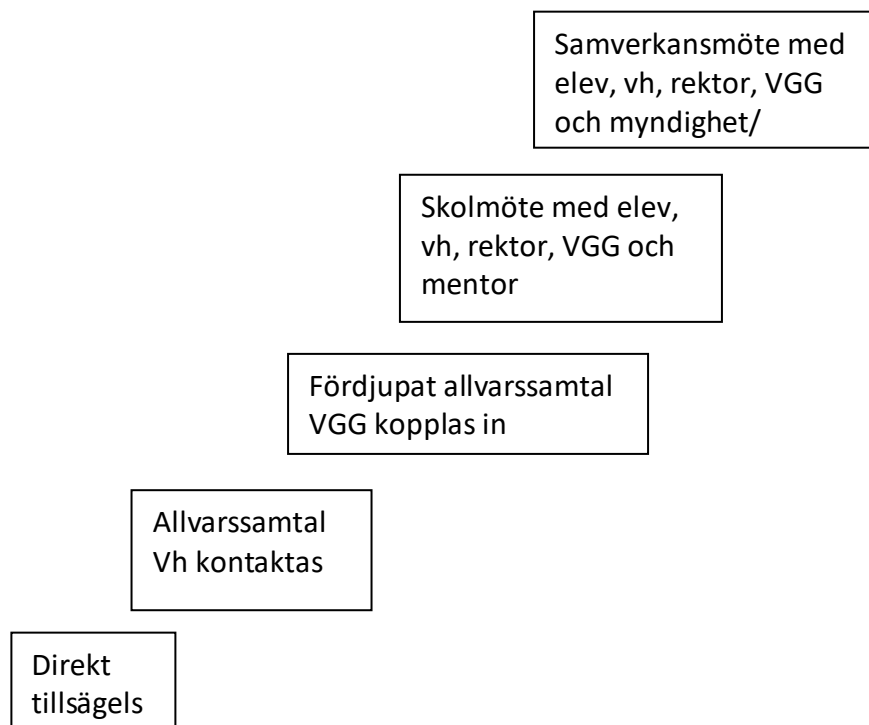 Samverkansmöte med
elev, vh, rektor, VGG
och myndighet/
Skolmöte med elev,
vh, rektor, VGG och
mentor
Fördjupat allvarssamtal
VGG kopplas in
Allvarssamtal
Vh kontaktas
Direkt
tillsägels